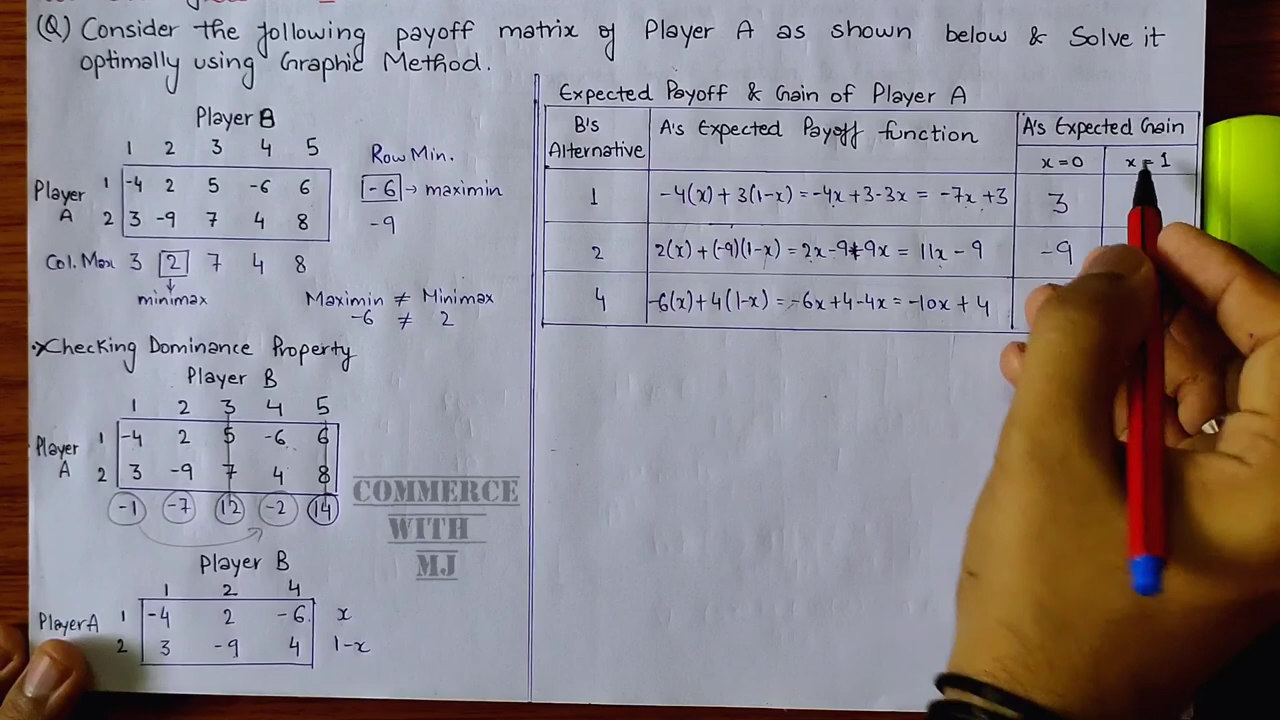 (Q) Consider the following payoff matrix of Player A as shown below & Solve it
optimally using Graphic Method.
Player B
1 2 3 4 5
Row Min.
Player A
1 -4 2 5 -6 6
-6 → maximin
2 3 -9 7 4 8
-9
Col. Max 3 2 7 4 8
minimax
Maximin ≠ Minimax
-6 ≠ 2
Checking Dominance Property
Player B
1 2 3 4 5
Player A
1 -4 2 5 -6 6
2 3 -9 7 4 8
-1 -7 12 -2 14
Player B
1 2 4
Player A 1 -4 2 -6 x
2 3 -9 4 1-x
COMMERCE
WITH
MJ
Expected Payoff & Gain of Player A
B's Alternative
A's Expected Payoff function
A's Expected Gain
x=0 x=1
1 -4(x)+3(1-x)=-4x+3-3x = -7x+3 3
2 2(x)+(-9)(1-x)=2x-9+9x = 11x-9 -9
4 -6(x)+4(1-x)=-6x+4-4x=-10x+4